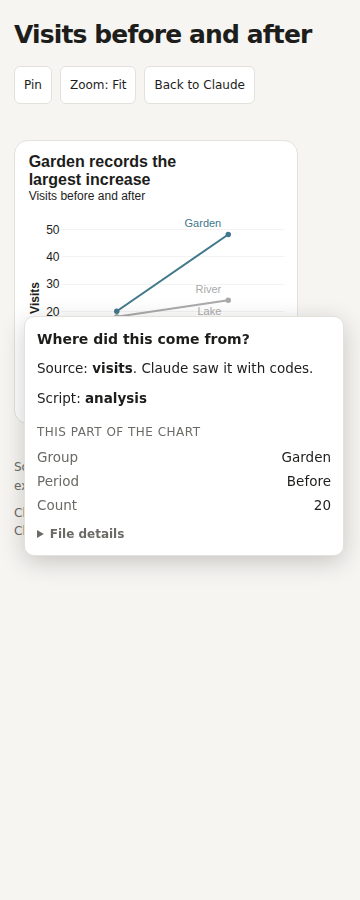 Visits before and after
Pin
Zoom: Fit
Back to Claude
Garden records the
largest increase
Visits before and after
Garden
50
40
River
30
Lake
20
Visits
Where did this come from?
Source: visits. Claude saw it with codes.
Script: analysis
THIS PART OF THE CHART
Group Garden
Period Before
Count 20
File details